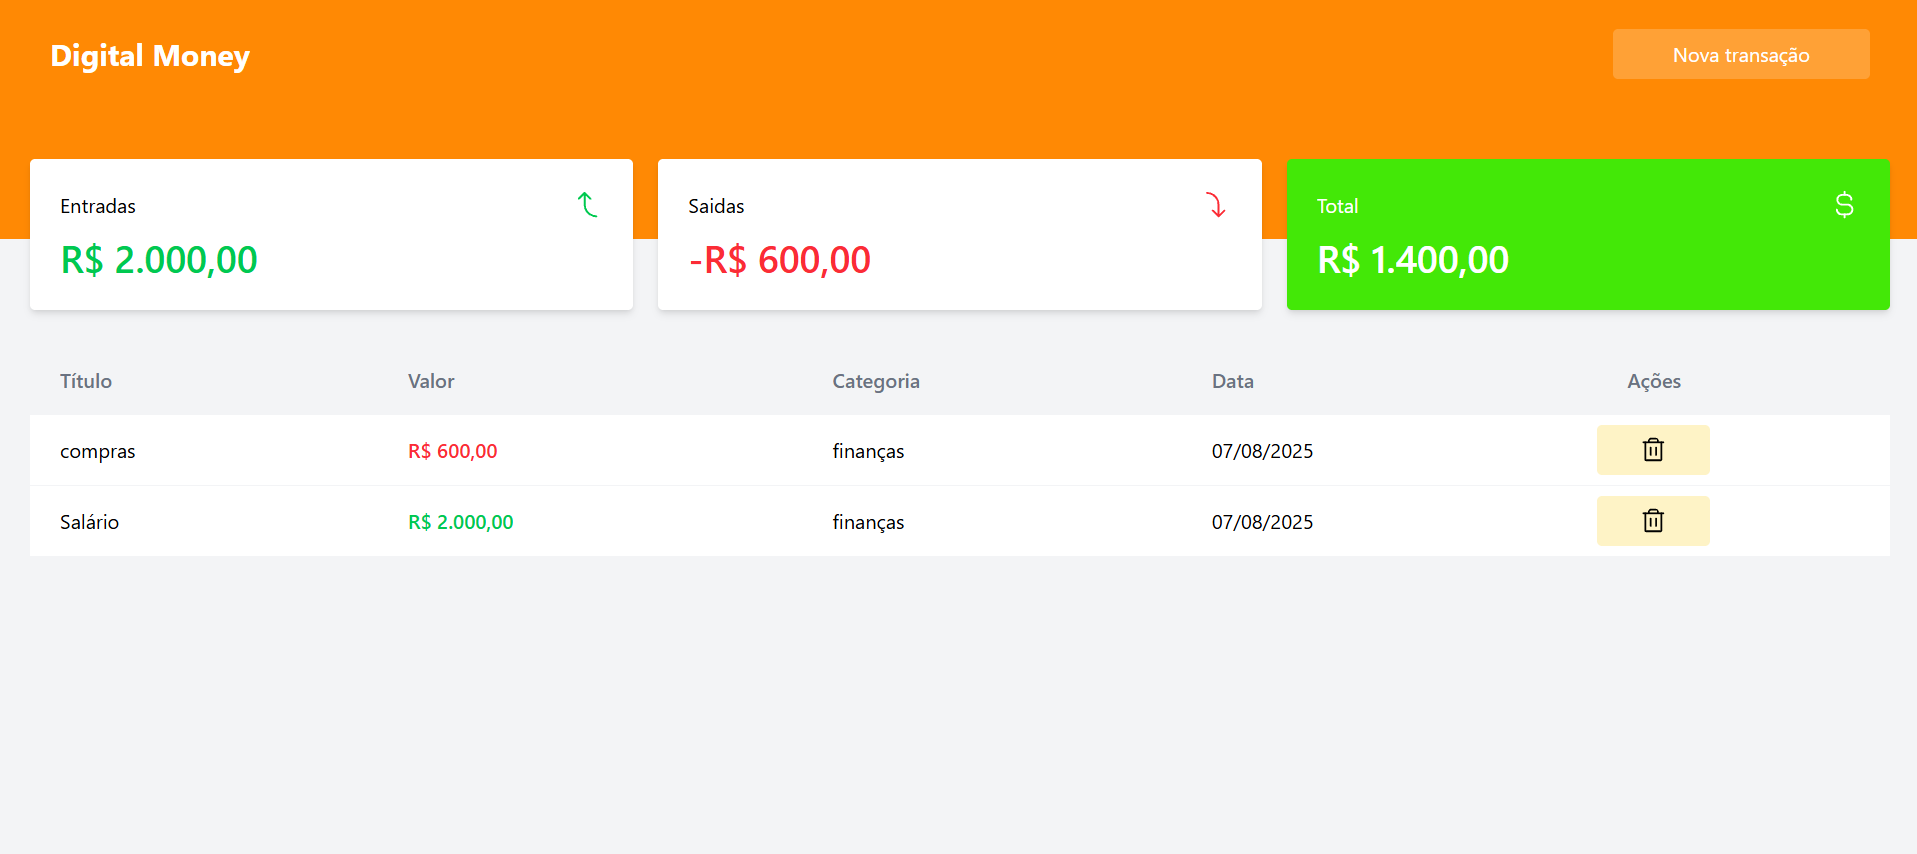 Digital Money
Nova transação
Entradas
R$ 2.000,00
Saidas
-R$ 600,00
Total
$
R$ 1.400,00
Título Valor Categoria Data Ações
compras R$ 600,00 finanças 07/08/2025
Salário R$ 2.000,00 finanças 07/08/2025